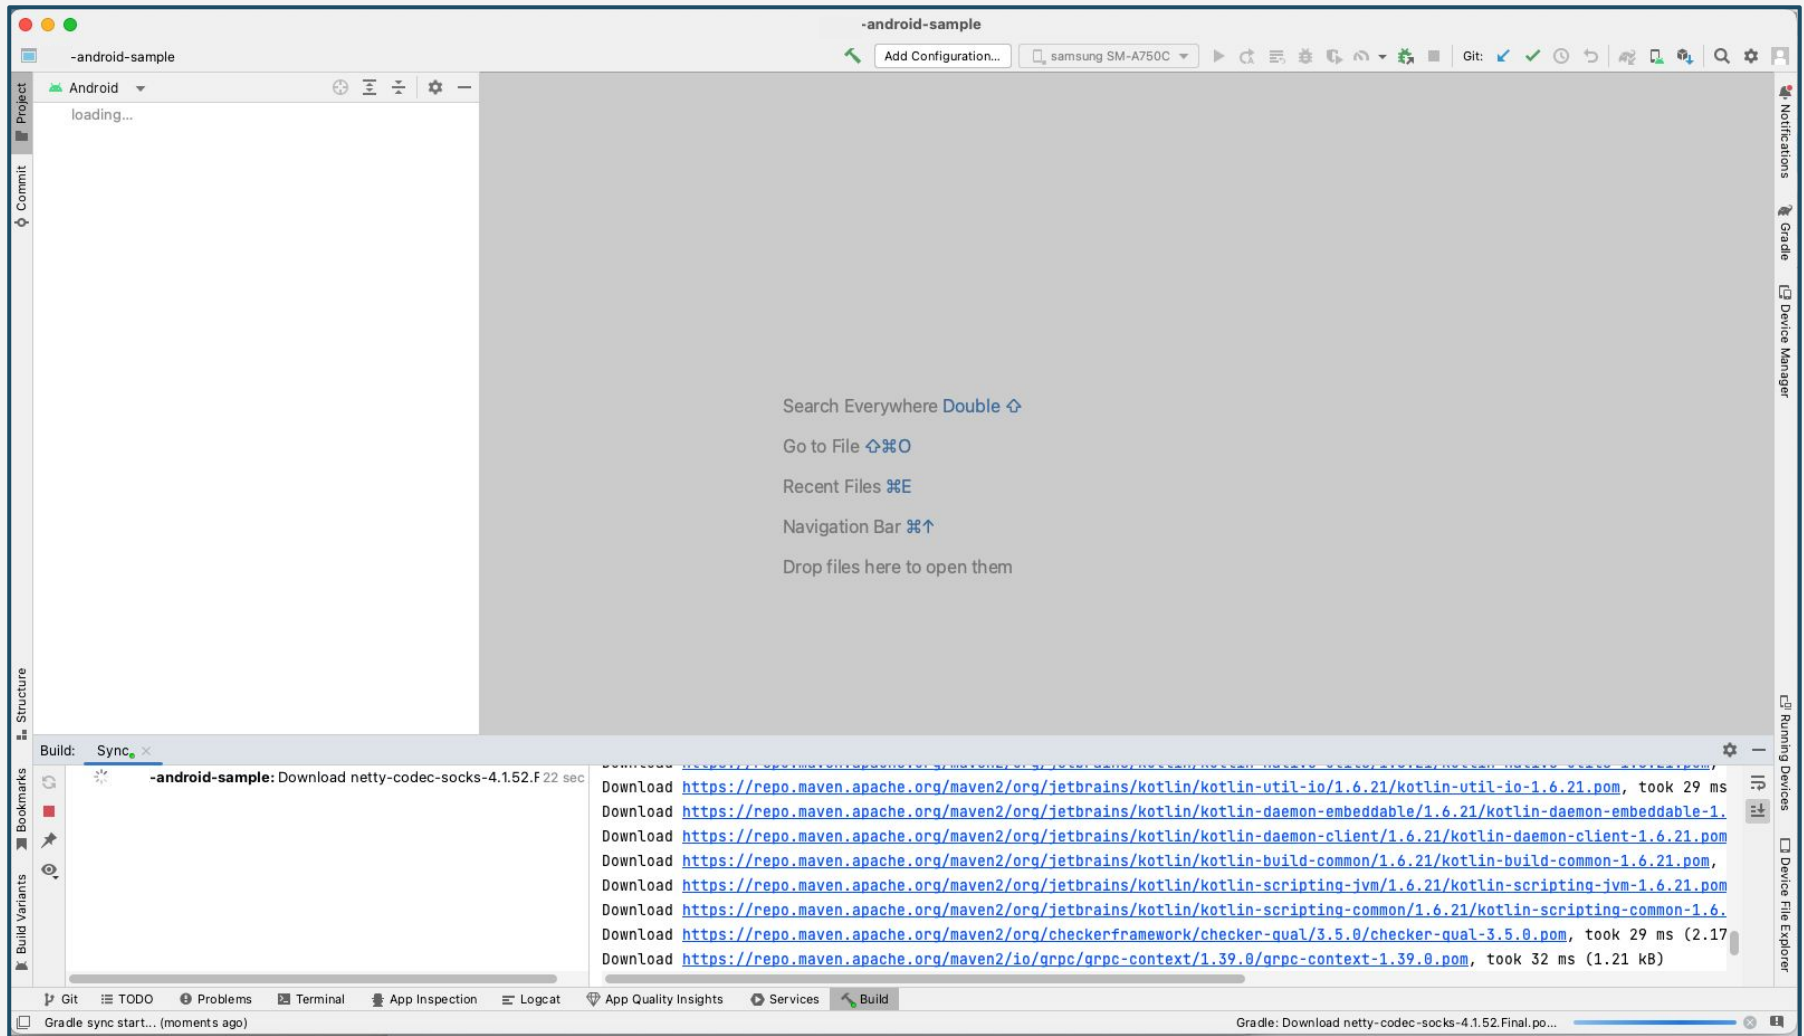 -android-sample
-android-sample
Add Configuration...
samsung SM-A750C
Git:
Project
Android
loading...
Commit
Structure
Bookmarks
Build Variants
Search Everywhere Double ⇧
Go to File ⇧⌘O
Recent Files ⌘E
Navigation Bar ⌘↑
Drop files here to open them
Notifications
Gradle
Device Manager
Running Devices
Device File Explorer
Build: Sync
-android-sample: Download netty-codec-socks-4.1.52.F 22 sec
Download https://repo.maven.apache.org/maven2/org/jetbrains/kotlin/kotlin-util-io/1.6.21/kotlin-util-io-1.6.21.pom, took 29 ms
Download https://repo.maven.apache.org/maven2/org/jetbrains/kotlin/kotlin-daemon-embeddable/1.6.21/kotlin-daemon-embeddable-1.
Download https://repo.maven.apache.org/maven2/org/jetbrains/kotlin/kotlin-daemon-client/1.6.21/kotlin-daemon-client-1.6.21.pom
Download https://repo.maven.apache.org/maven2/org/jetbrains/kotlin/kotlin-build-common/1.6.21/kotlin-build-common-1.6.21.pom,
Download https://repo.maven.apache.org/maven2/org/jetbrains/kotlin/kotlin-scripting-jvm/1.6.21/kotlin-scripting-jvm-1.6.21.pom
Download https://repo.maven.apache.org/maven2/org/jetbrains/kotlin/kotlin-scripting-common/1.6.21/kotlin-scripting-common-1.6.
Download https://repo.maven.apache.org/maven2/org/checkerframework/checker-qual/3.5.0/checker-qual-3.5.0.pom, took 29 ms (2.17
Download https://repo.maven.apache.org/maven2/io/grpc/grpc-context/1.39.0/grpc-context-1.39.0.pom, took 32 ms (1.21 kB)
Git TODO Problems Terminal App Inspection Logcat App Quality Insights Services Build
Gradle sync start... (moments ago)
Gradle: Download netty-codec-socks-4.1.52.Final.po...